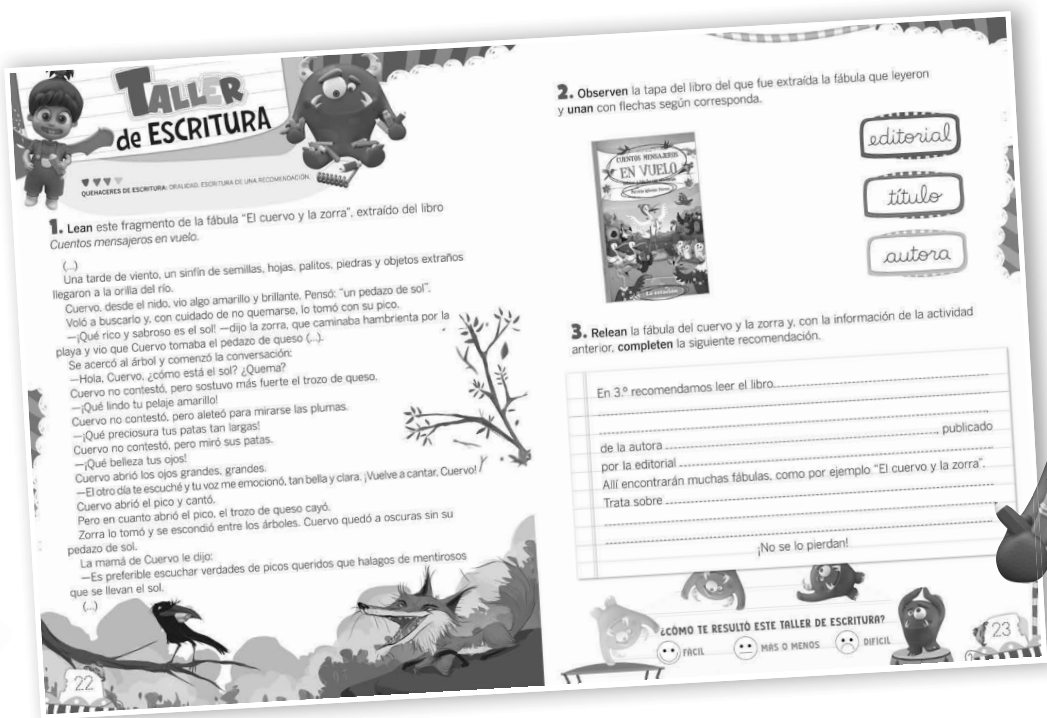 TALLER
de ESCRITURA
QUEHACERES DE ESCRITURA: ORALIDAD. ESCRITURA DE UNA RECOMENDACIÓN.
1. Lean este fragmento de la fábula “El cuervo y la zorra”, extraído del libro
Cuentos mensajeros en vuelo.
(...)
Una tarde de viento, un sinfín de semillas, hojas, palitos, piedras y objetos extraños
llegaron a la orilla del río.
Cuervo, desde el nido, vio algo amarillo y brillante. Pensó: “un pedazo de sol”.
Voló a buscarlo y, con cuidado de no quemarse, lo tomó con su pico.
—¡Qué rico y sabroso es el sol! —dijo la zorra, que caminaba hambrienta por la
playa y vio que Cuervo tomaba el pedazo de queso (...).
Se acercó al árbol y comenzó la conversación:
—Hola, Cuervo, ¿cómo está el sol? ¿Quema?
Cuervo no contestó, pero sostuvo más fuerte el trozo de queso.
—¡Qué lindo tu pelaje amarillo!
Cuervo no contestó, pero aleteó para mirarse las plumas.
—¡Qué preciosura tus patas tan largas!
Cuervo no contestó, pero miró sus patas.
—¡Qué belleza tus ojos!
Cuervo abrió los ojos grandes, grandes.
—El otro día te escuché y tu voz me emocionó, tan bella y clara. ¡Vuelve a cantar, Cuervo!
Cuervo abrió el pico y cantó.
Pero en cuanto abrió el pico, el trozo de queso cayó.
Zorra lo tomó y se escondió entre los árboles. Cuervo quedó a oscuras sin su
pedazo de sol.
La mamá de Cuervo le dijo:
—Es preferible escuchar verdades de picos queridos que halagos de mentirosos
que se llevan el sol.
(...)
22
2. Observen la tapa del libro del que fue extraída la fábula que leyeron
y unan con flechas según corresponda.
CUENTOS MENSAJEROS
EN VUELO
editorial
título
autora
3. Relean la fábula del cuervo y la zorra y, con la información de la actividad
anterior, completen la siguiente recomendación.
En 3.º recomendamos leer el libro
de la autora , publicado
por la editorial
Allí encontrarán muchas fábulas, como por ejemplo “El cuervo y la zorra”.
Trata sobre
¡No se lo pierdan!
¿CÓMO TE RESULTÓ ESTE TALLER DE ESCRITURA?
FÁCIL
MÁS O MENOS
DIFÍCIL
23